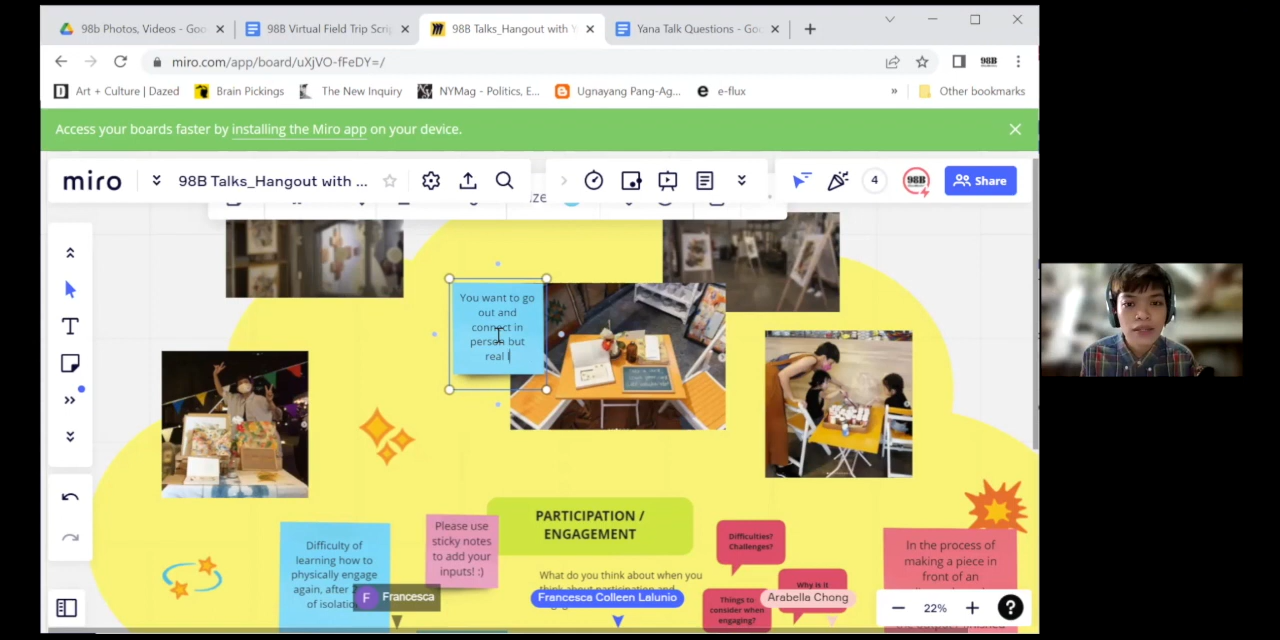 98b Photos, Videos - Goo
98B Virtual Field Trip Scrip
98B Talks_Hangout with Y
Yana Talk Questions - Goo
miro.com/app/board/uXjVO-fFeDY=/
98B
Art + Culture | Dazed
Brain Pickings
The New Inquiry
NYMag - Politics, E...
Ugnayang Pang-Ag...
e-flux
»
Other bookmarks
Access your boards faster by installing the Miro app on your device.
miro
98B Talks_Hangout with ...
4
98B
Share
You want to go
out and
connect in
person but
real
PARTICIPATION /
ENGAGEMENT
Please use
sticky notes
to add your
inputs! :)
Difficulty of
learning how to
physically engage
again, after 2
of isolatio
Difficulties?
Challenges?
In the process of
making a piece in
front of an
What do you think about when you
Why is it
Things to
consider when
engaging?
F Francesca
Francesca Colleen Lalunio
Arabella Chong
22%